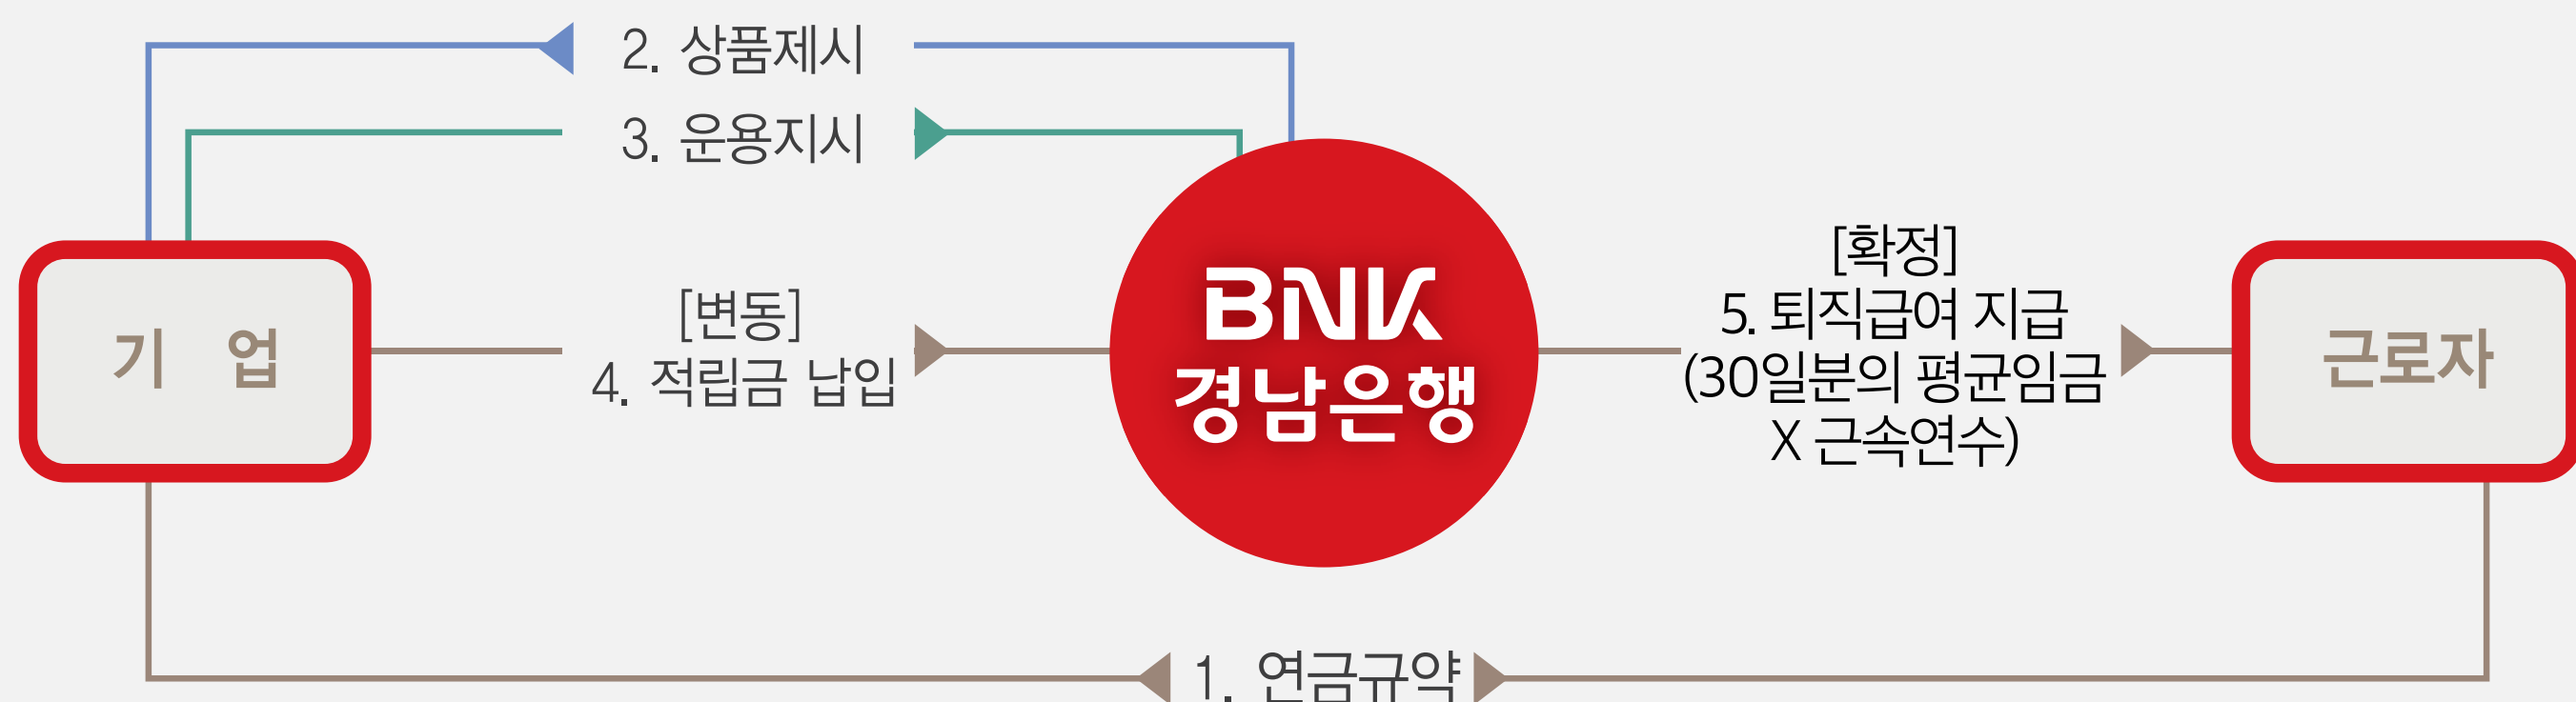 2. 상품제시
3. 운용지시
기 업
[변동]
4. 적립금 납입
BNK
경남은행
[확정]
5. 퇴직급여 지급
(30일분의 평균임금
X 근속연수)
근로자
1. 연금규약